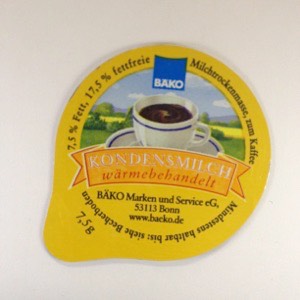 7,5 % Fett, 17,5 % fettfreie Milchtrockenmasse, zum Kaffee
BÄKO
KONDENSMILCH
wärmebehandelt
BÄKO Marken und Service eG,
53113 Bonn
www.baeko.de
7,5g
Mindestens haltbar bis: siehe Becherboden